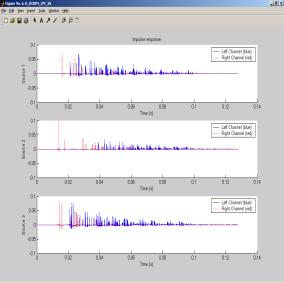 File Edit View Insert Tools Window Help
Impulse response
Source 1
0.1
0.05
0
-0.05
-0.1
Left Channel (blue)
Right Channel (red)
0 0.02 0.04 0.06 0.08 0.1 0.12 0.14
Time [s]
Source 2
0.1
0.05
0
-0.05
-0.1
Left Channel (blue)
Right Channel (red)
0 0.02 0.04 0.06 0.08 0.1 0.12 0.14
Time [s]
Source 3
0.1
0.05
0
-0.05
-0.1
Left Channel (blue)
Right Channel (red)
0 0.02 0.04 0.06 0.08 0.1 0.12 0.14
Time [s]